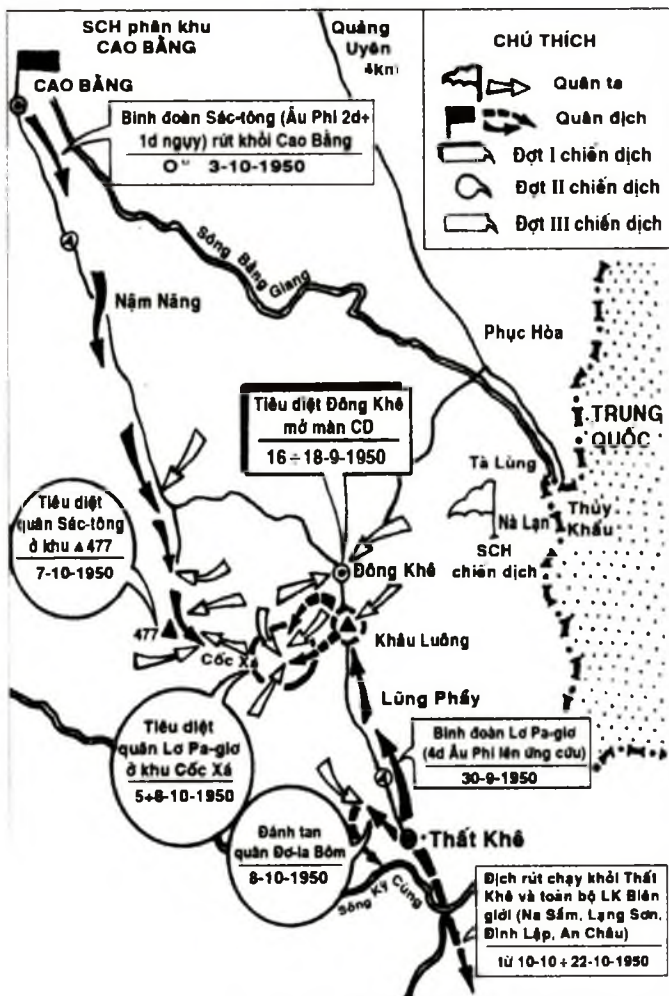 SCH phân khu
CAO BẰNG
CAO BẰNG
Quảng
Uyên
4km
CHÚ THÍCH
Quân ta
Quân địch
Đợt I chiến dịch
Đợt II chiến dịch
Đợt III chiến dịch
Binh đoàn Sác-tông (Âu Phi 2d+
1d ngụy) rút khỏi Cao Bằng
3-10-1950
Sông Bằng
Giang
Nậm Năng
Phục Hòa
Tiêu diệt Đông Khê
mở màn CD
16 ÷ 18-9-1950
TRUNG
QUỐC
Tà Lùng
Nà Lạn
Thủy
Khẩu
SCH
chiến dịch
Tiêu diệt
quân Sác-tông
ở khu ▲ 477
7-10-1950
Đông Khê
477
Cốc Xá
Khâu Luông
Lũng Phầy
Tiêu diệt
quân Lơ Pa-giơ
ở khu Cốc Xá
5÷8-10-1950
Binh đoàn Lơ Pa-giơ
(4d Âu Phi lên ứng cứu)
30-9-1950
Đánh tan
quân Đơ-la Bôm
8-10-1950
Thất Khê
Sông Kỳ Cùng
Địch rút chạy khỏi Thất
Khê và toàn bộ LK Biên
giới (Na Sầm, Lạng Sơn,
Đình Lập, An Châu)
từ 10-10 ÷ 22-10-1950